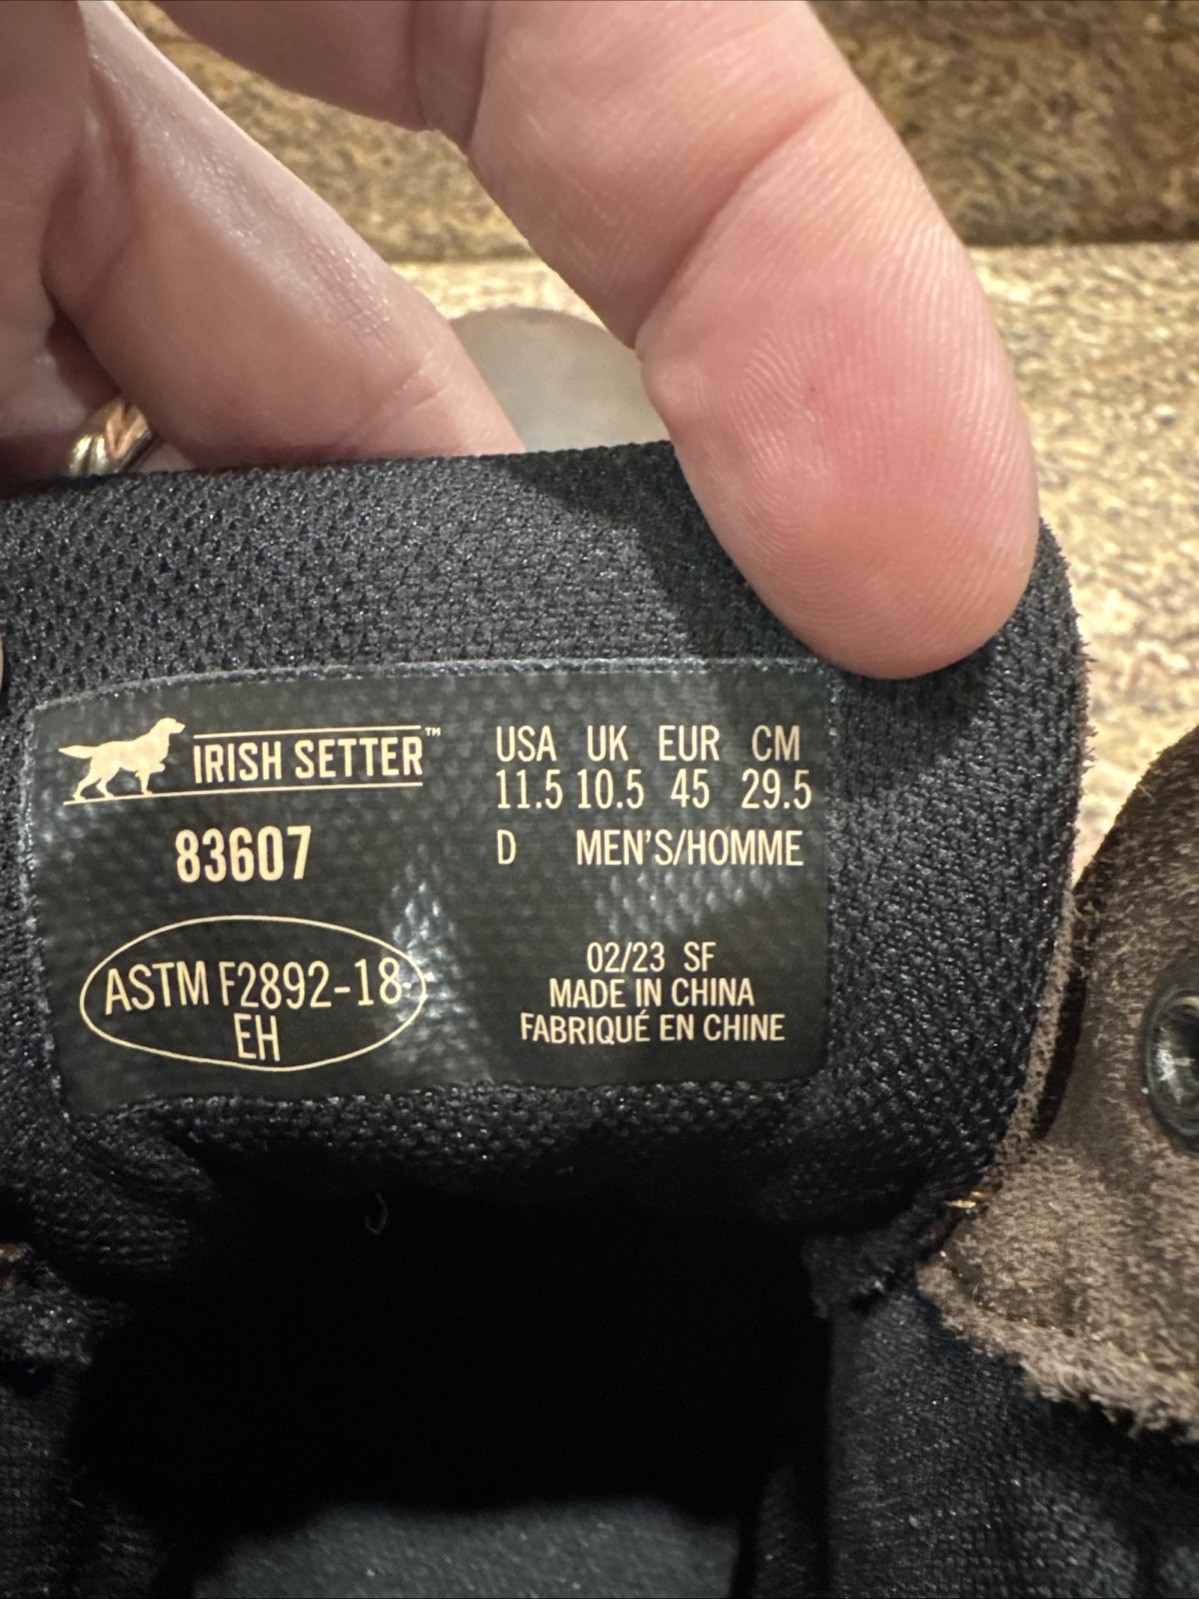 IRISH SETTER™
83607
ASTM F2892-18
EH
USA UK EUR CM
11.5 10.5 45 29.5
D MEN'S/HOMME
02/23 SF
MADE IN CHINA
FABRIQUÉ EN CHINE